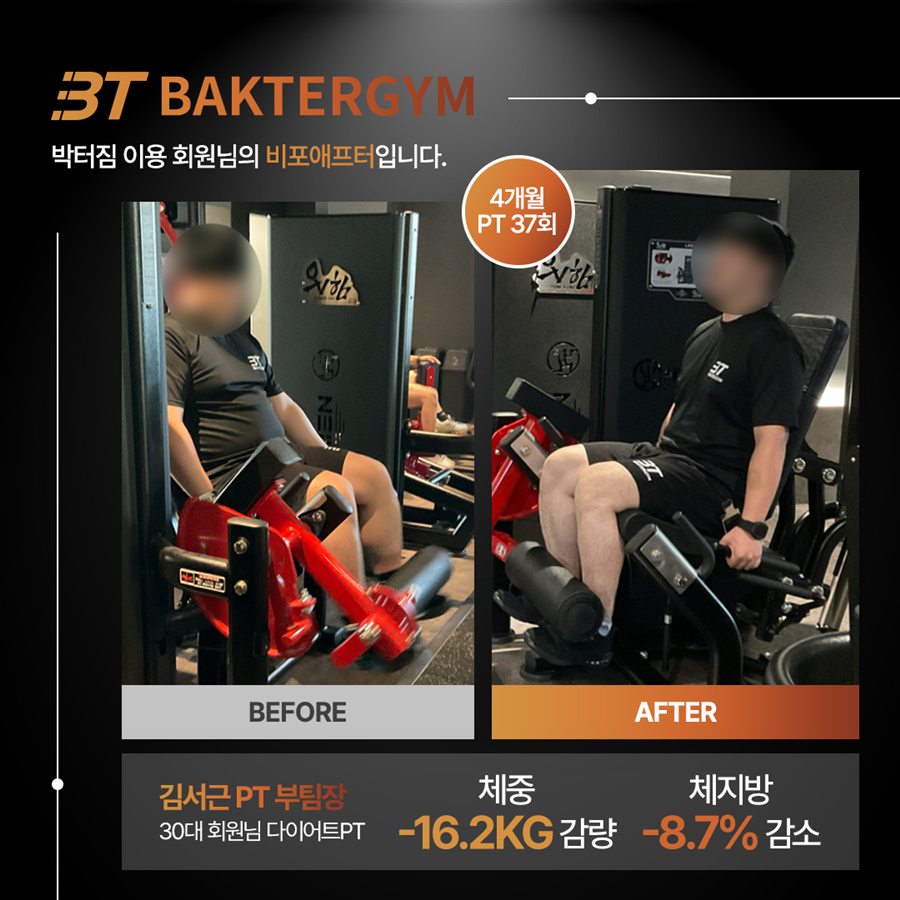 BT BAKTERGYM
박터짐 이용 회원님의 비포애프터입니다.
4개월
PT 37회
BT
BT
BEFORE
AFTER
김서근 PT 부팀장
30대 회원님 다이어트PT
체중
-16.2KG 감량
체지방
-8.7% 감소